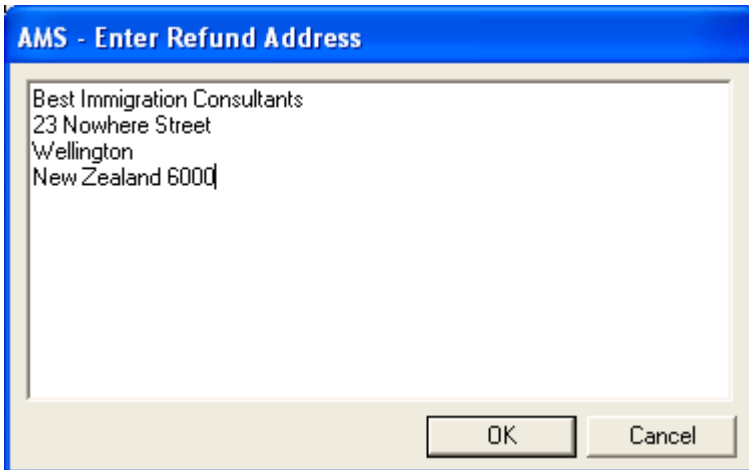 AMS - Enter Refund Address
Best Immigration Consultants
23 Nowhere Street
Wellington
New Zealand 6000
OK
Cancel